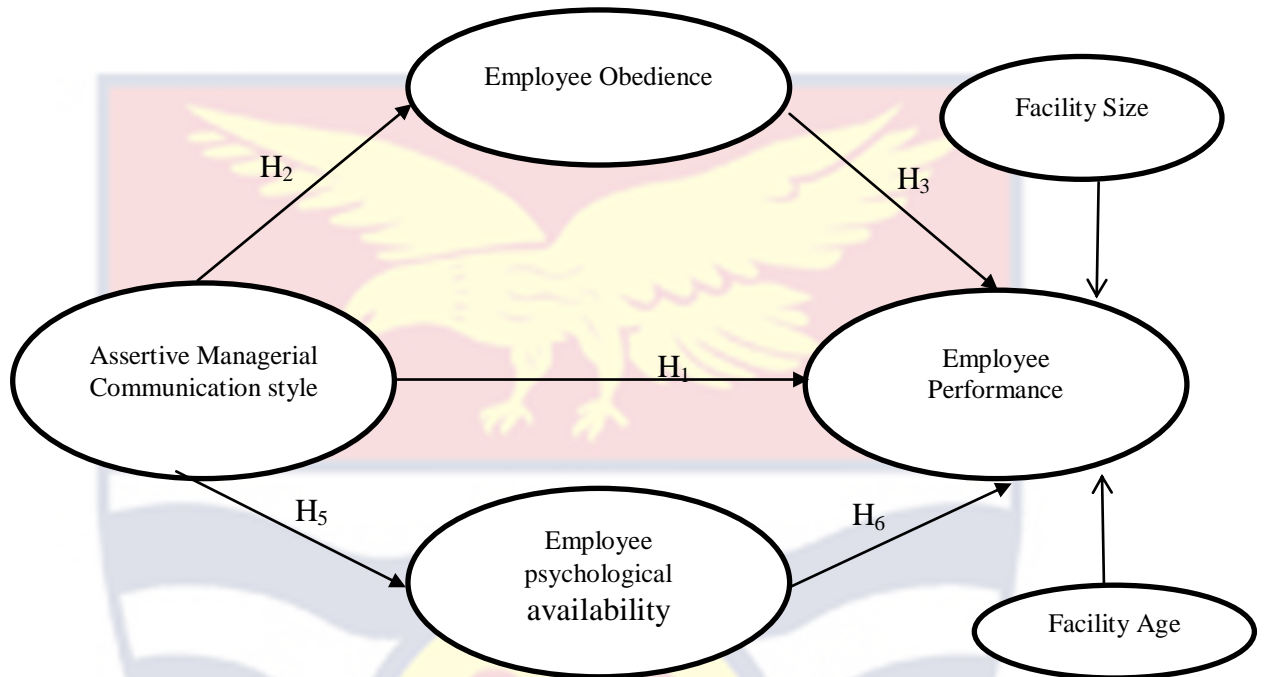 Employee Obedience
Facility Size
H₂
H₃
Assertive Managerial
Communication style
H₁
Employee
Performance
H₅
H₆
Employee
psychological
availability
Facility Age